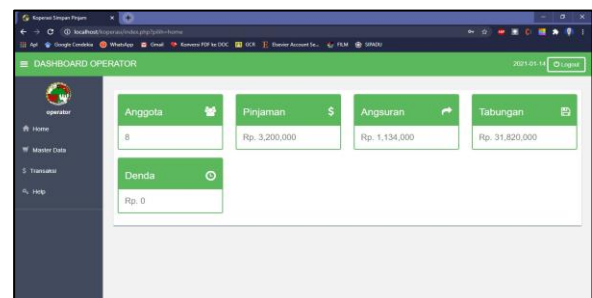 Koperasi Simpan Pinjam
localhost/koperasi/index.php?pilih=home
Apl Google Cendekia WhatsApp Gmail Konversi PDF ke DOC GCR Elsevier Account Se... FILM SIPADU
DASHBOARD OPERATOR
2021-01-14 Logout
operator
Home
Master Data
Transaksi
Help
Anggota
8
Pinjaman
Rp. 3,200,000
Angsuran
Rp. 1,134,000
Tabungan
Rp. 31,820,000
Denda
Rp. 0